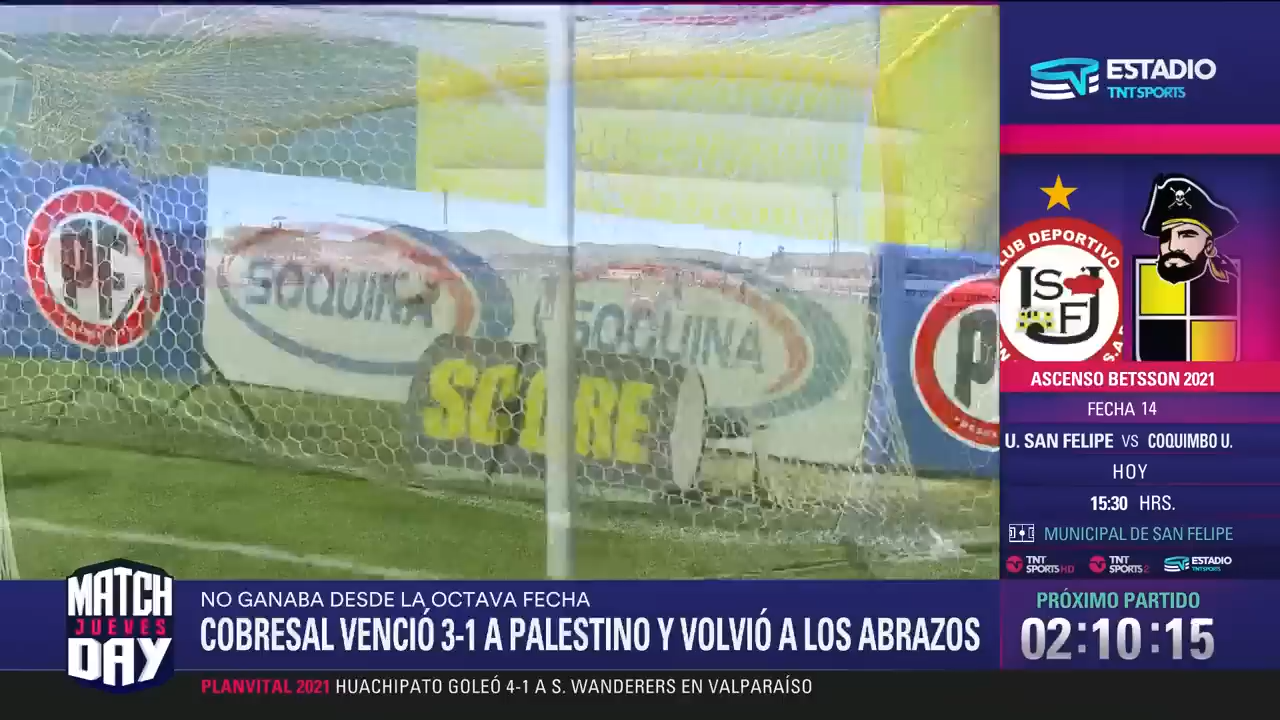 PF
SOQUINA
SOQUINA
SCORE
ESTADIO
TNT SPORTS
CLUB DEPORTIVO
USFJ
S.A.
ASCENSO BETSSON 2021
FECHA 14
U. SAN FELIPE VS COQUIMBO U.
HOY
15:30 HRS.
MUNICIPAL DE SAN FELIPE
TNT SPORTS HD
TNT SPORTS 2
ESTADIO TNT SPORTS
PRÓXIMO PARTIDO
02:10:15
MATCH
JUEVES
DAY
NO GANABA DESDE LA OCTAVA FECHA
COBRESAL VENCIÓ 3-1 A PALESTINO Y VOLVIÓ A LOS ABRAZOS
PLANVITAL 2021 HUACHIPATO GOLEÓ 4-1 A S. WANDERERS EN VALPARAÍSO